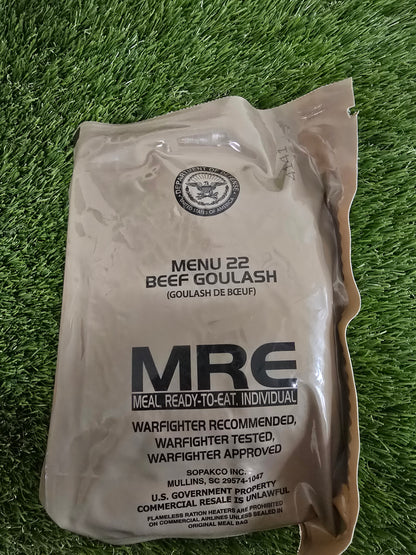 DEPARTMENT OF DEFENSE
UNITED STATES OF AMERICA
MENU 22
BEEF GOULASH
(GOULASH DE BŒUF)
MRE
MEAL, READY-TO-EAT, INDIVIDUAL
WARFIGHTER RECOMMENDED,
WARFIGHTER TESTED,
WARFIGHTER APPROVED
SOPAKCO INC.
MULLINS, SC 29574-1047
U.S. GOVERNMENT PROPERTY
COMMERCIAL RESALE IS UNLAWFUL
FLAMELESS RATION HEATERS ARE PROHIBITED
ON COMMERCIAL AIRLINES UNLESS SEALED IN
ORIGINAL MEAL BAG